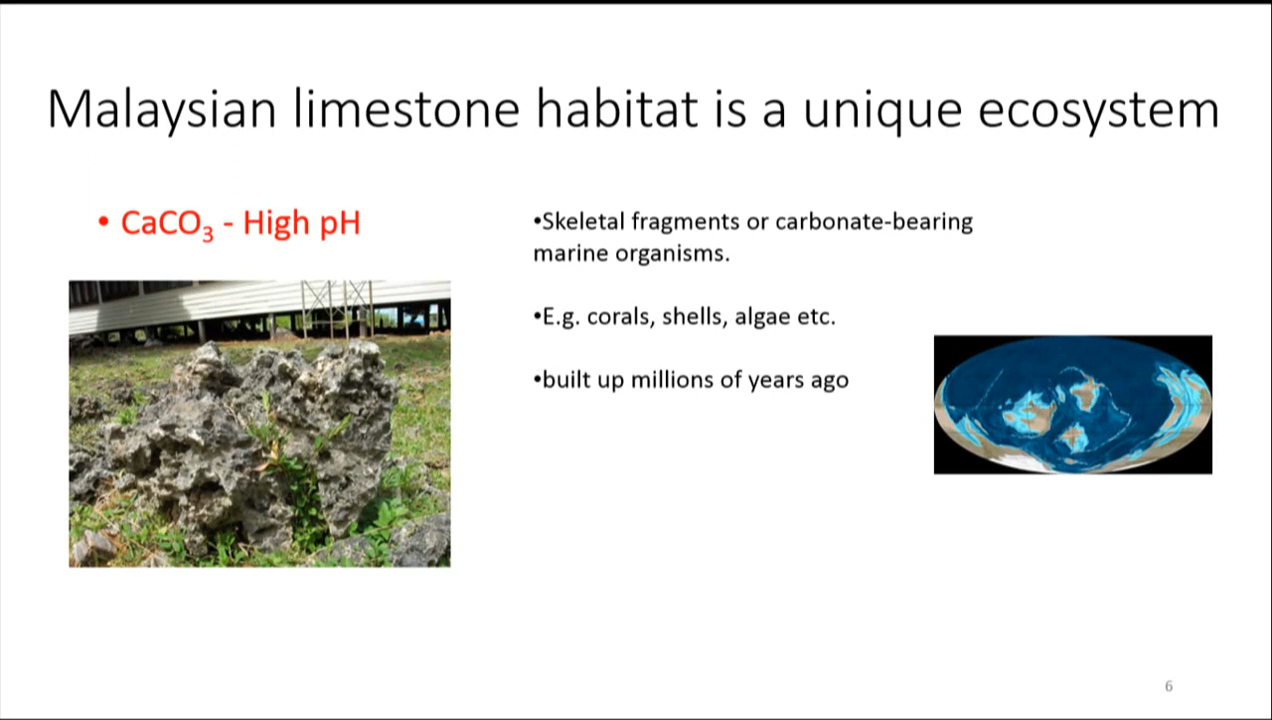 Malaysian limestone habitat is a unique ecosystem
• CaCO₃ - High pH
•Skeletal fragments or carbonate-bearing
marine organisms.
•E.g. corals, shells, algae etc.
•built up millions of years ago
6